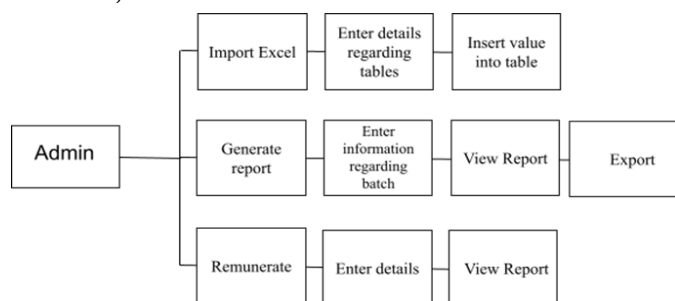 Import Excel
Enter details
regarding
tables
Insert value
into table
Admin
Generate
report
Enter
information
regarding
batch
View Report
Export
Remunerate
Enter details
View Report